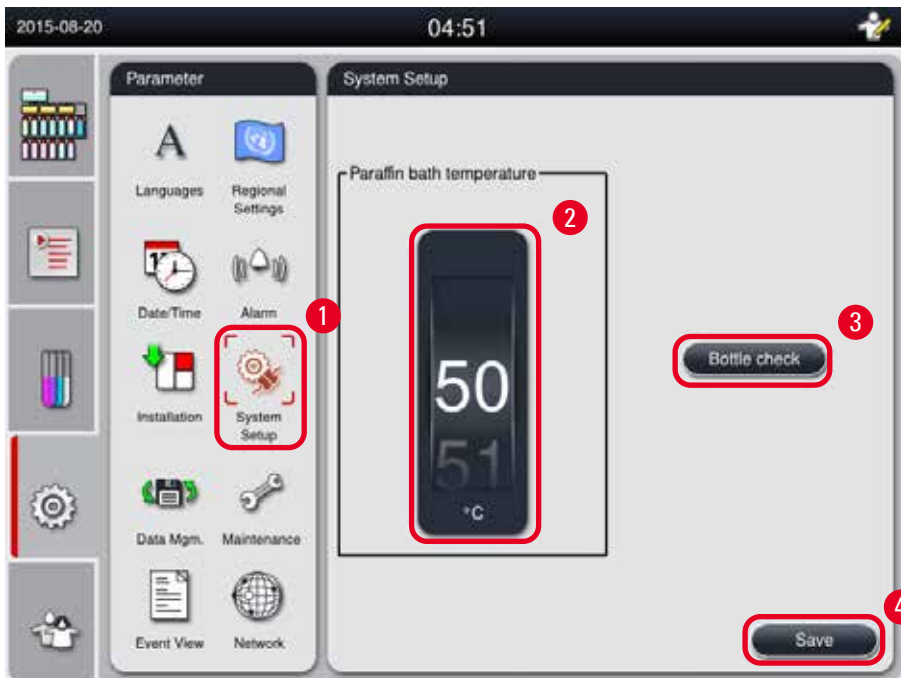 2015-08-20
04:51
Parameter
System Setup
A
Languages
Regional
Settings
Date/Time
Alarm
Installation
System
Setup
Data Mgm.
Maintenance
Event View
Network
Paraffin bath temperature
50
51
°C
Bottle check
Save
1
2
3
4